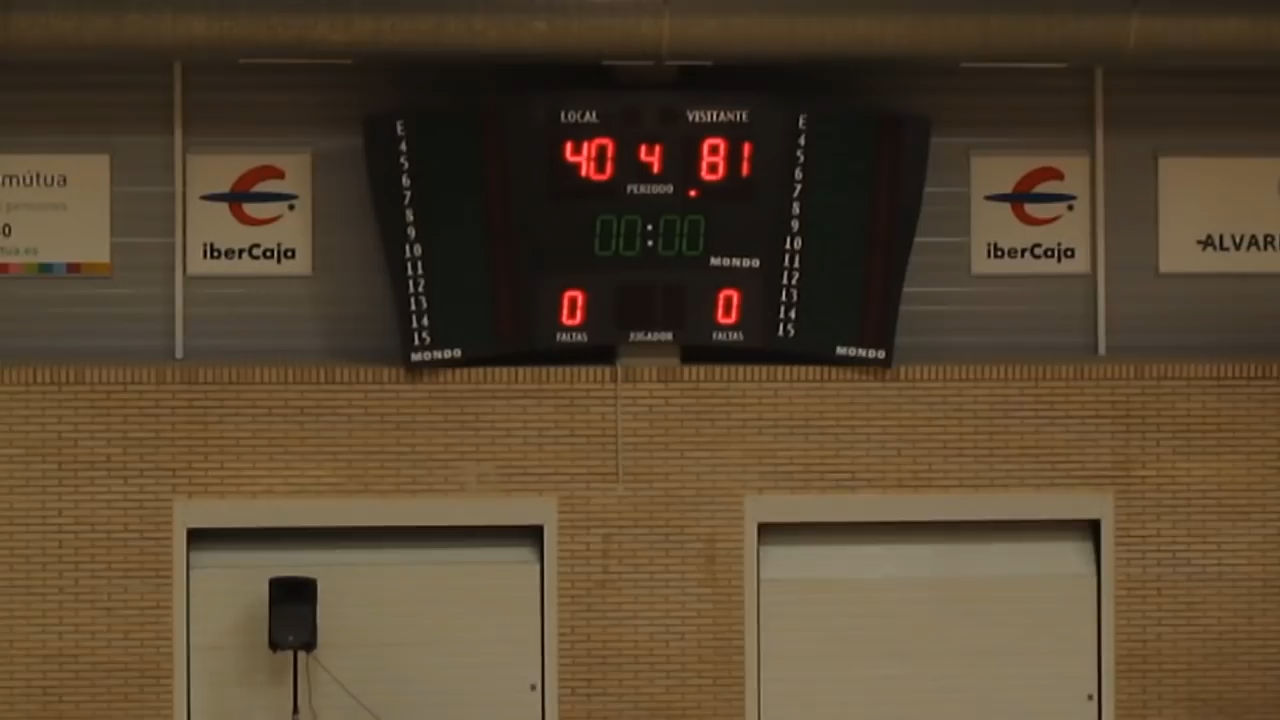 LOCAL VISITANTE
40 4 81
PERIODO
00:00
MONDO
0 0
FALTAS JUGADOR FALTAS
E
4
5
6
7
8
9
10
11
12
13
14
15
MONDO
E
4
5
6
7
8
9
10
11
12
13
14
15
MONDO
mútua
iberCaja
iberCaja
ALVAR